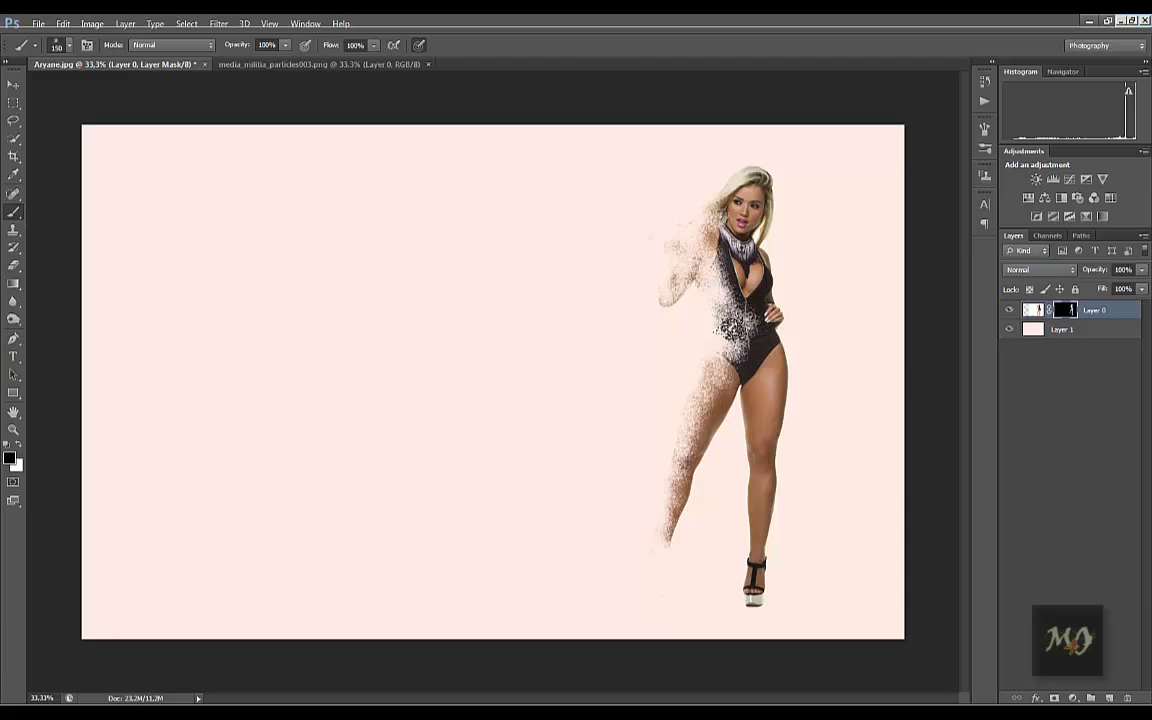 Ps File Edit Image Layer Type Select Filter 3D View Window Help
150 Mode: Normal Opacity: 100% Flow: 100% Photography
Aryane.jpg @ 33,3% (Layer 0, Layer Mask/8) * × media_militia_particles003.png @ 33.3% (Layer 0, RGB/8) ×
Histogram Navigator
Adjustments
Add an adjustment
Layers Channels Paths
Kind
Normal Opacity: 100%
Lock: Fill: 100%
Layer 0
Layer 1
33.33% Doc: 23,2M/11,2M